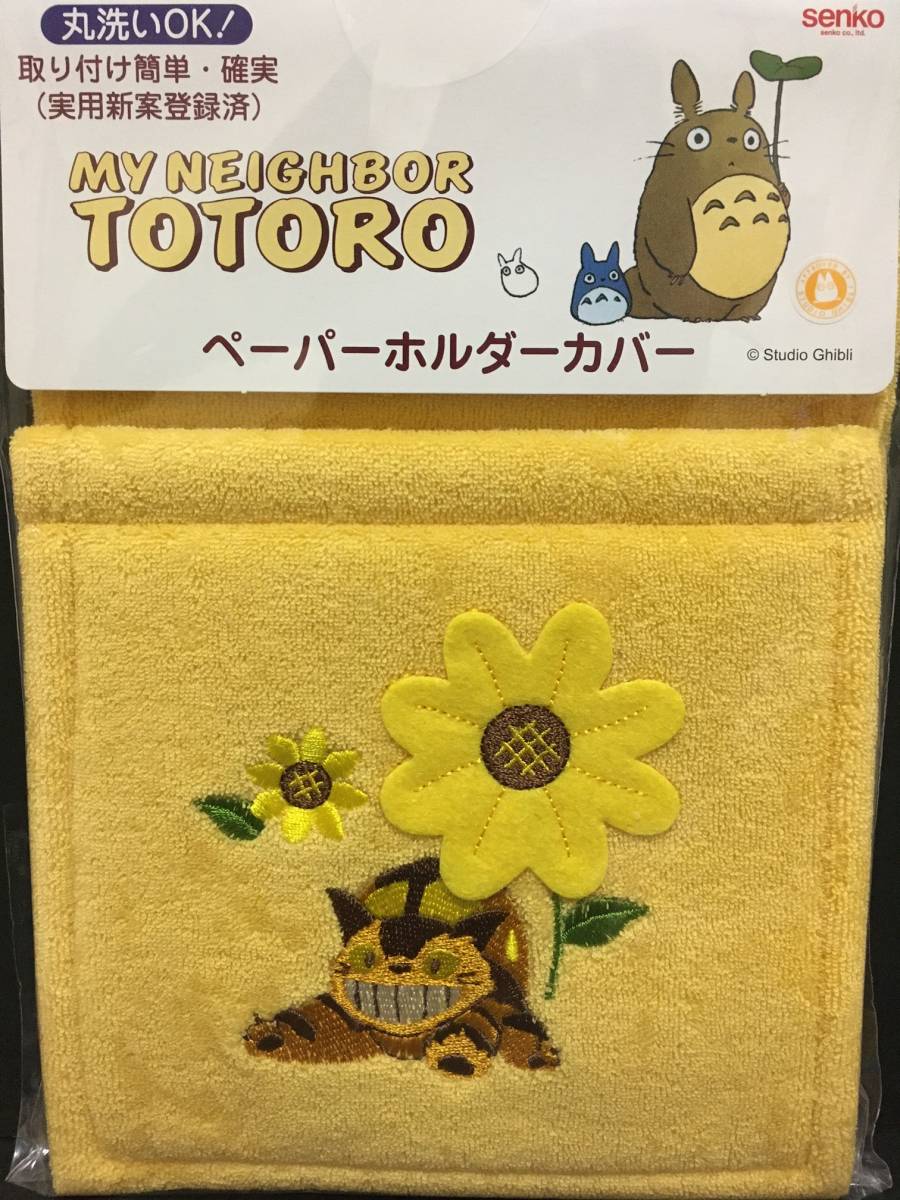 丸洗いOK!
senko
senko co., ltd.
取り付け簡単・確実
(実用新案登録済)
MY NEIGHBOR
TOTORO
ペーパーホルダーカバー
© Studio Ghibli